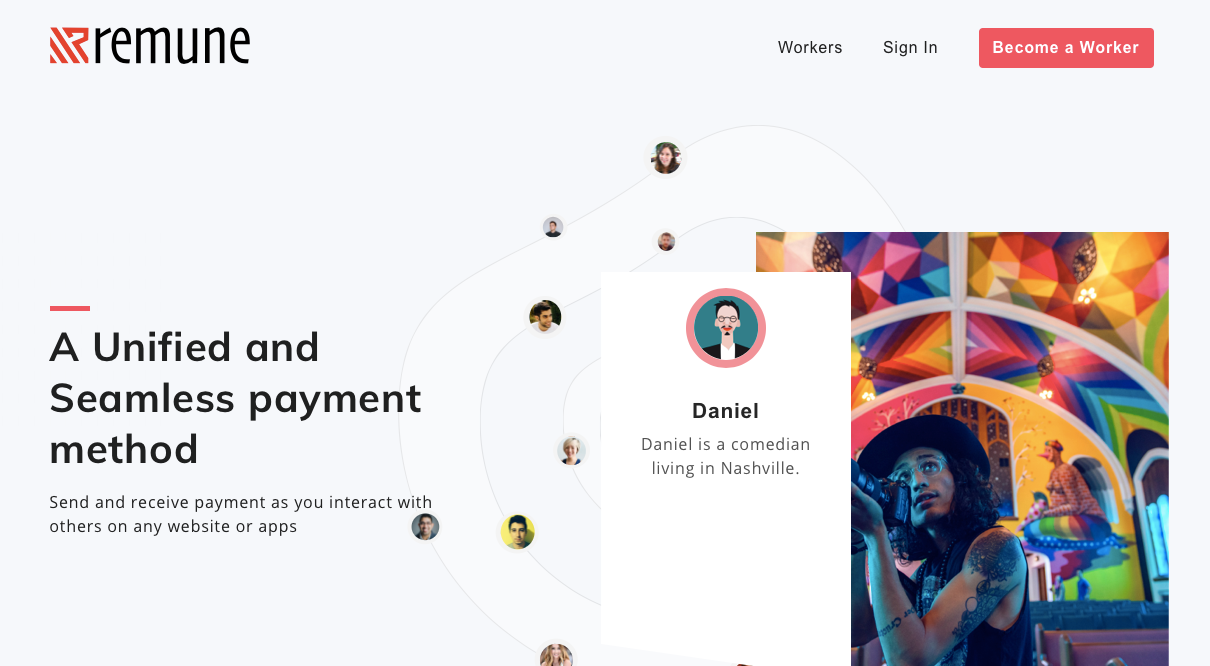 remune
Workers
Sign In
Become a Worker
A Unified and
Seamless payment
method
Send and receive payment as you interact with
others on any website or apps
Daniel
Daniel is a comedian
living in Nashville.